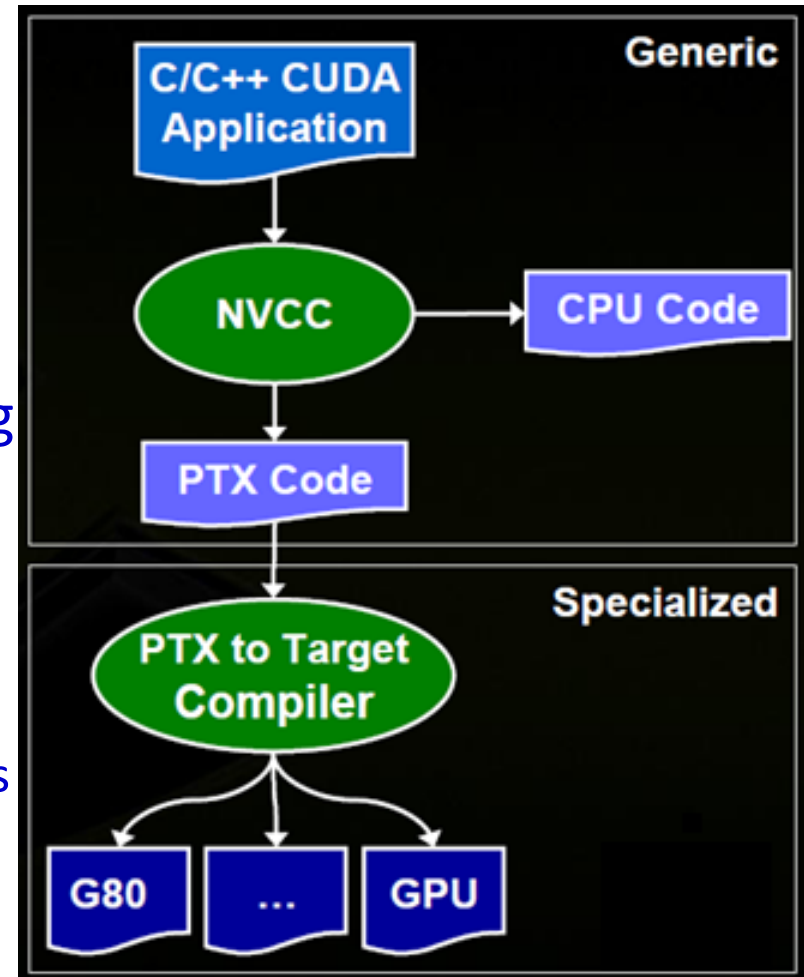 Generic
C/C++ CUDA
Application
NVCC
CPU Code
g
PTX Code
Specialized
PTX to Target
Compiler
s
G80
...
GPU